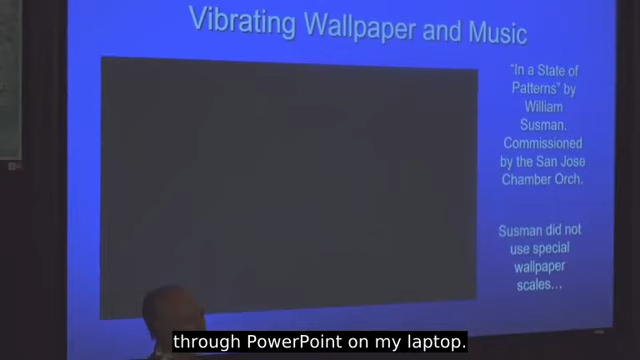 Vibrating Wallpaper and Music
"In a State of
Patterns" by
William
Susman.
Commissioned
by the San Jose
Chamber Orch.
Susman did not
use special
wallpaper
scales...
through PowerPoint on my laptop.